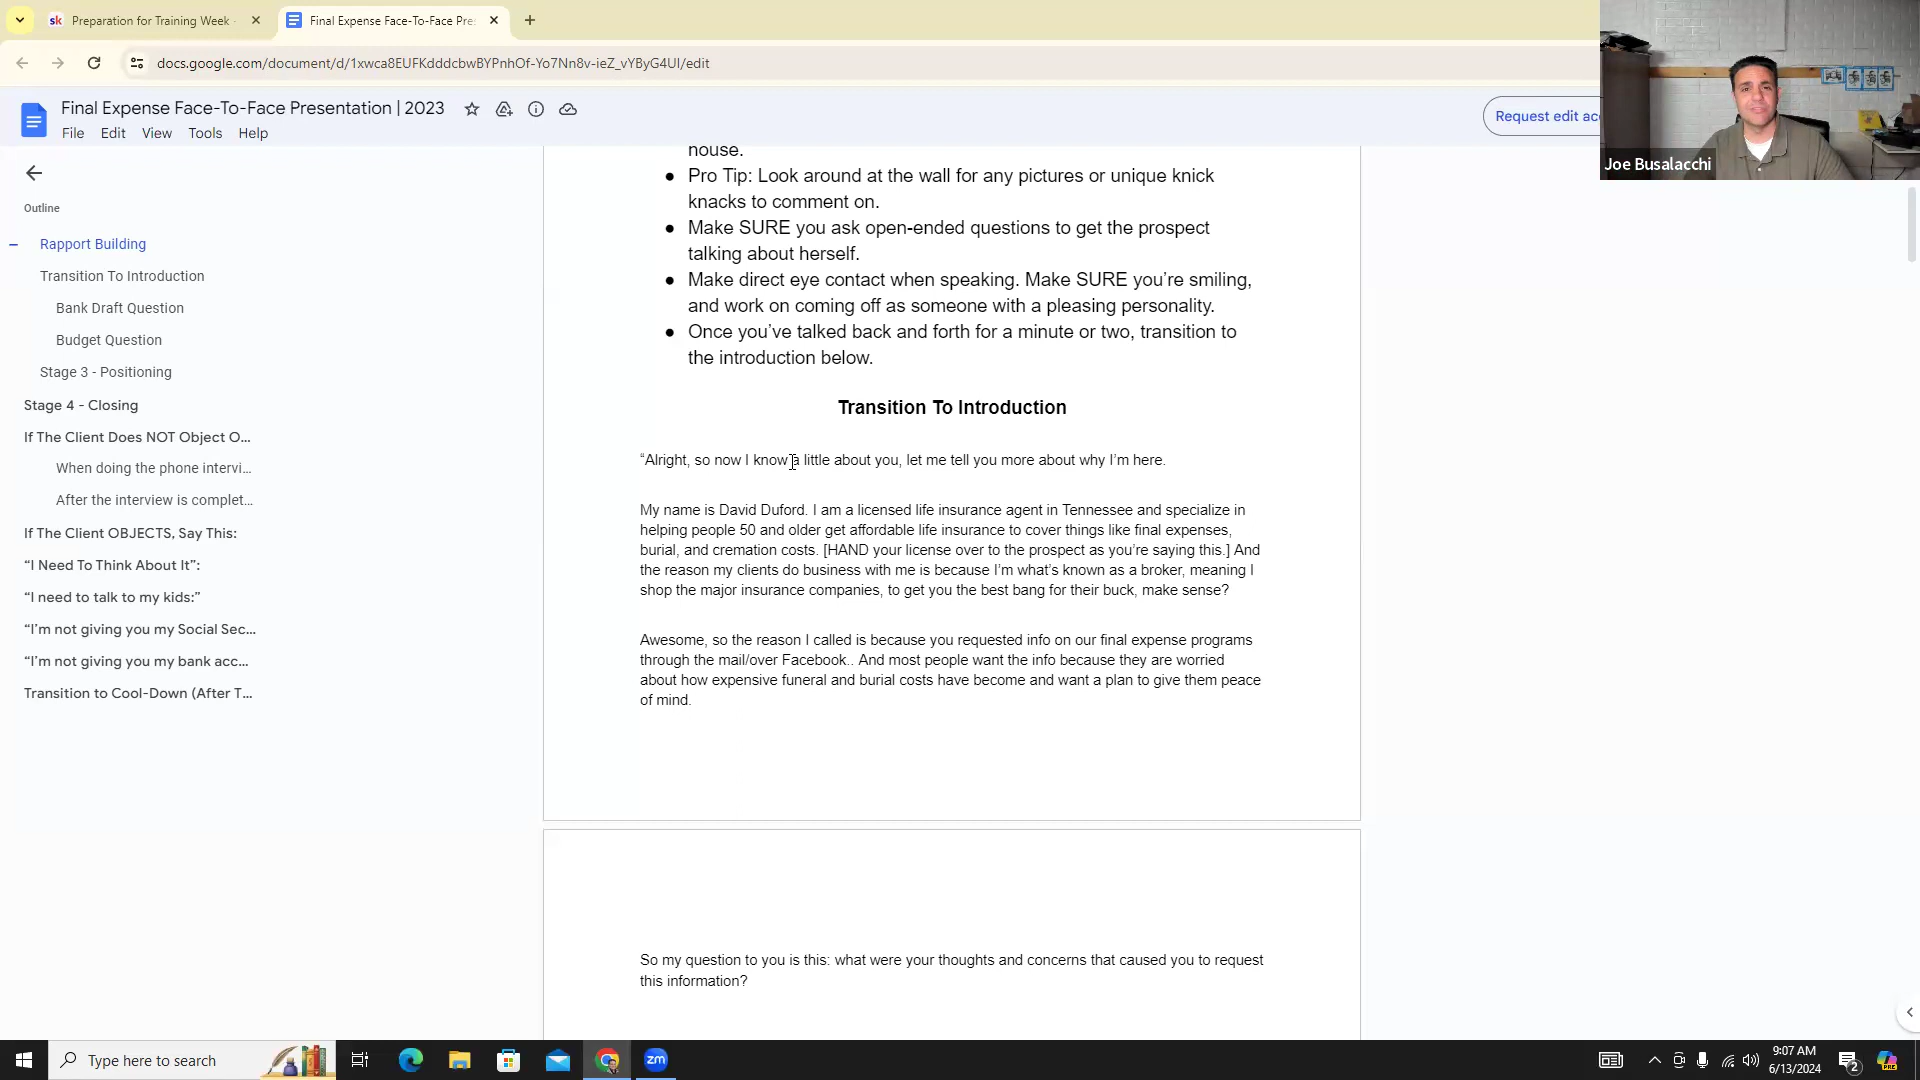 Preparation for Training Week
Final Expense Face-To-Face Pre
docs.google.com/document/d/1xwca8EUFKdddcbwBYPnhOf-Yo7Nn8v-ieZ_vYByG4UI/edit
Final Expense Face-To-Face Presentation | 2023
File Edit View Tools Help
Request edit acc
Joe Busalacchi
Outline
Rapport Building
Transition To Introduction
Bank Draft Question
Budget Question
Stage 3 - Positioning
Stage 4 - Closing
If The Client Does NOT Object O...
When doing the phone intervi...
After the interview is complet...
If The Client OBJECTS, Say This:
“I Need To Think About It”:
“I need to talk to my kids:”
“I’m not giving you my Social Sec...
“I’m not giving you my bank acc...
Transition to Cool-Down (After T...
house.
● Pro Tip: Look around at the wall for any pictures or unique knick
knacks to comment on.
● Make SURE you ask open-ended questions to get the prospect
talking about herself.
● Make direct eye contact when speaking. Make SURE you’re smiling,
and work on coming off as someone with a pleasing personality.
● Once you’ve talked back and forth for a minute or two, transition to
the introduction below.
Transition To Introduction
“Alright, so now I know a little about you, let me tell you more about why I’m here.
My name is David Duford. I am a licensed life insurance agent in Tennessee and specialize in
helping people 50 and older get affordable life insurance to cover things like final expenses,
burial, and cremation costs. [HAND your license over to the prospect as you’re saying this.] And
the reason my clients do business with me is because I’m what’s known as a broker, meaning I
shop the major insurance companies, to get you the best bang for their buck, make sense?
Awesome, so the reason I called is because you requested info on our final expense programs
through the mail/over Facebook.. And most people want the info because they are worried
about how expensive funeral and burial costs have become and want a plan to give them peace
of mind.
So my question to you is this: what were your thoughts and concerns that caused you to request
this information?
Type here to search
zm
9:07 AM
6/13/2024
2